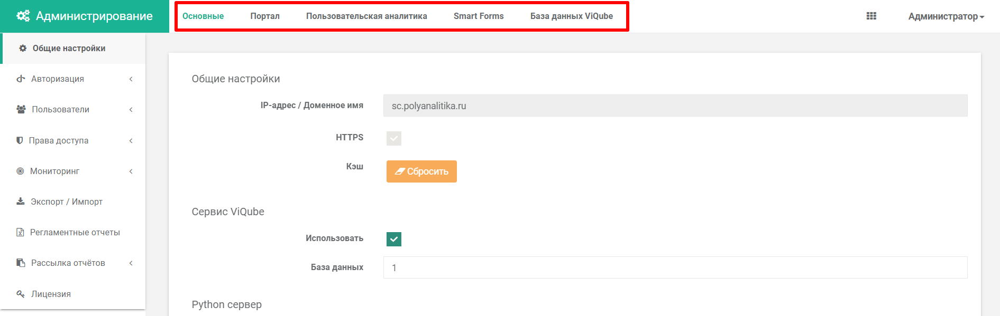 Администрирование
Основные Портал Пользовательская аналитика Smart Forms База данных ViQube
Администратор
Общие настройки
Авторизация
Пользователи
Права доступа
Мониторинг
Экспорт / Импорт
Регламентные отчеты
Рассылка отчётов
Лицензия
Общие настройки
IP-адрес / Доменное имя sc.polyanalitika.ru
HTTPS
Кэш Сбросить
Сервис ViQube
Использовать
База данных 1
Python сервер